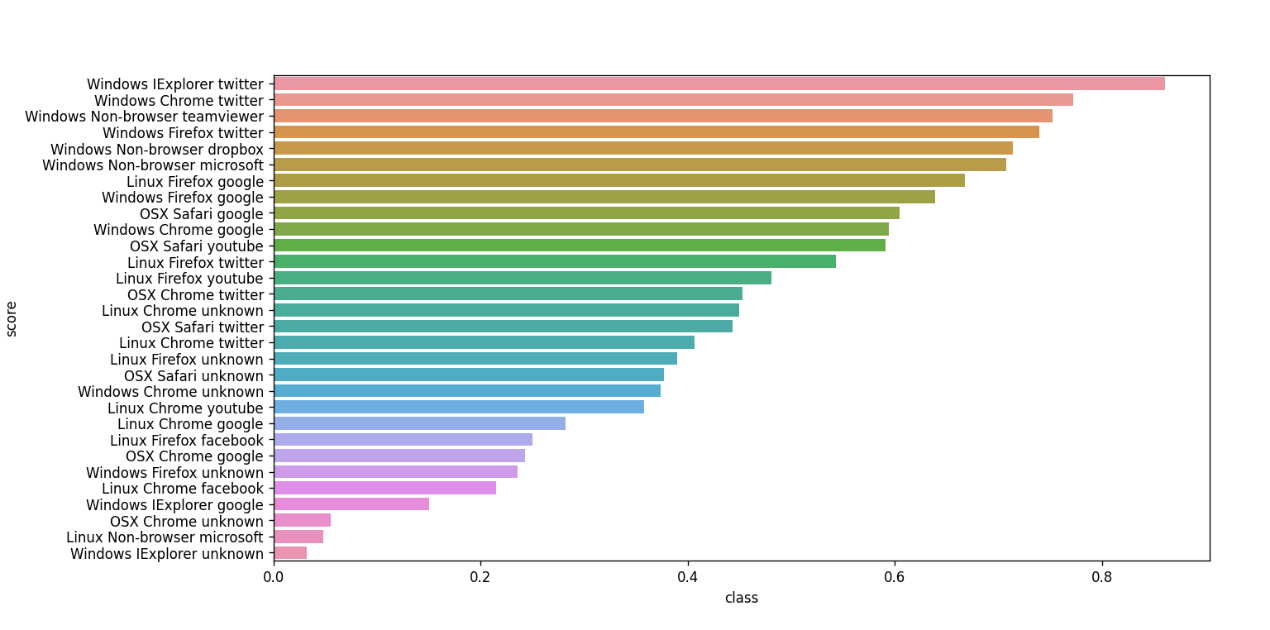 Windows IExplorer twitter
Windows Chrome twitter
Windows Non-browser teamviewer
Windows Firefox twitter
Windows Non-browser dropbox
Windows Non-browser microsoft
Linux Firefox google
Windows Firefox google
OSX Safari google
Windows Chrome google
OSX Safari youtube
Linux Firefox twitter
Linux Firefox youtube
OSX Chrome twitter
Linux Chrome unknown
OSX Safari twitter
Linux Chrome twitter
Linux Firefox unknown
OSX Safari unknown
Windows Chrome unknown
Linux Chrome youtube
Linux Chrome google
Linux Firefox facebook
OSX Chrome google
Windows Firefox unknown
Linux Chrome facebook
Windows IExplorer google
OSX Chrome unknown
Linux Non-browser microsoft
Windows IExplorer unknown
score
0.0 0.2 0.4 0.6 0.8
class